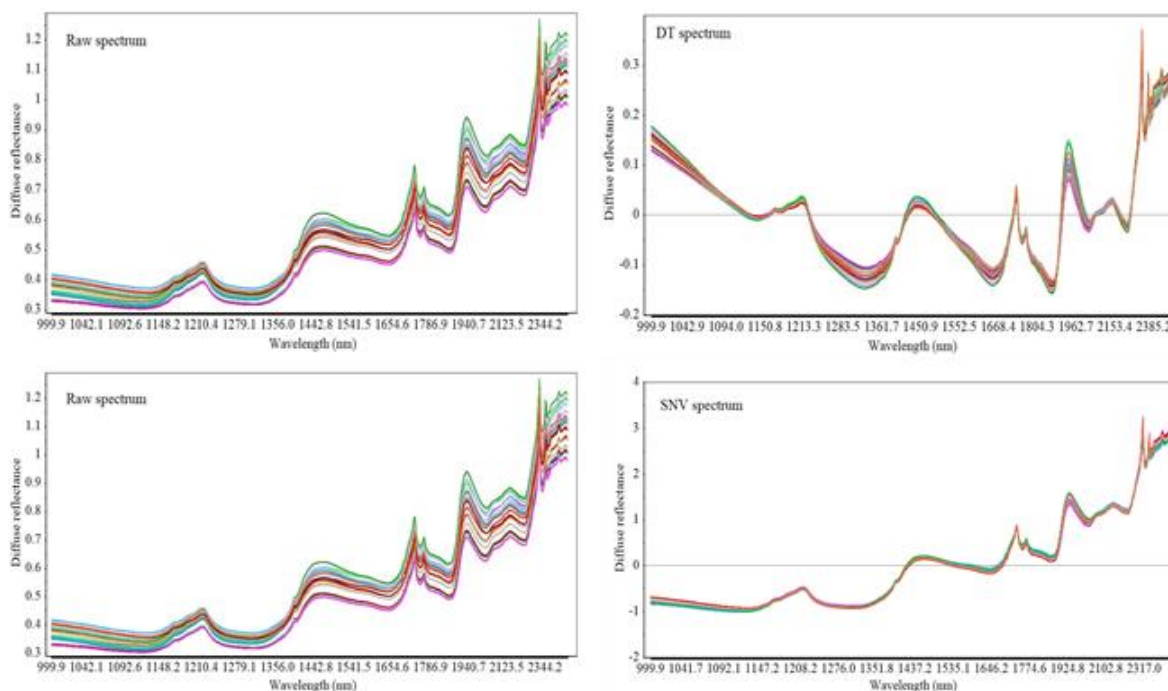 Raw spectrum
Diffuse reflectance
1.2
1.1
1
0.9
0.8
0.7
0.6
0.5
0.4
0.3
999.9 1042.1 1092.6 1148.2 1210.4 1279.1 1356.0 1442.8 1541.5 1654.6 1786.9 1940.7 2123.5 2344.2
Wavelength (nm)
DT spectrum
Diffuse reflectance
0.3
0.2
0.1
0
-0.1
-0.2
999.9 1042.9 1094.0 1150.8 1213.3 1283.5 1361.7 1450.9 1552.5 1668.4 1804.3 1962.7 2153.4 2385.2
Wavelength (nm)
Raw spectrum
Diffuse reflectance
1.2
1.1
1
0.9
0.8
0.7
0.6
0.5
0.4
0.3
999.9 1042.1 1092.6 1148.2 1210.4 1279.1 1356.0 1442.8 1541.5 1654.6 1786.9 1940.7 2123.5 2344.2
Wavelength (nm)
SNV spectrum
Diffuse reflectance
4
3
2
1
0
-1
-2
999.9 1041.7 1092.1 1147.2 1208.2 1276.0 1351.8 1437.2 1535.1 1646.2 1774.6 1924.8 2102.8 2317.0
Wavelength (nm)